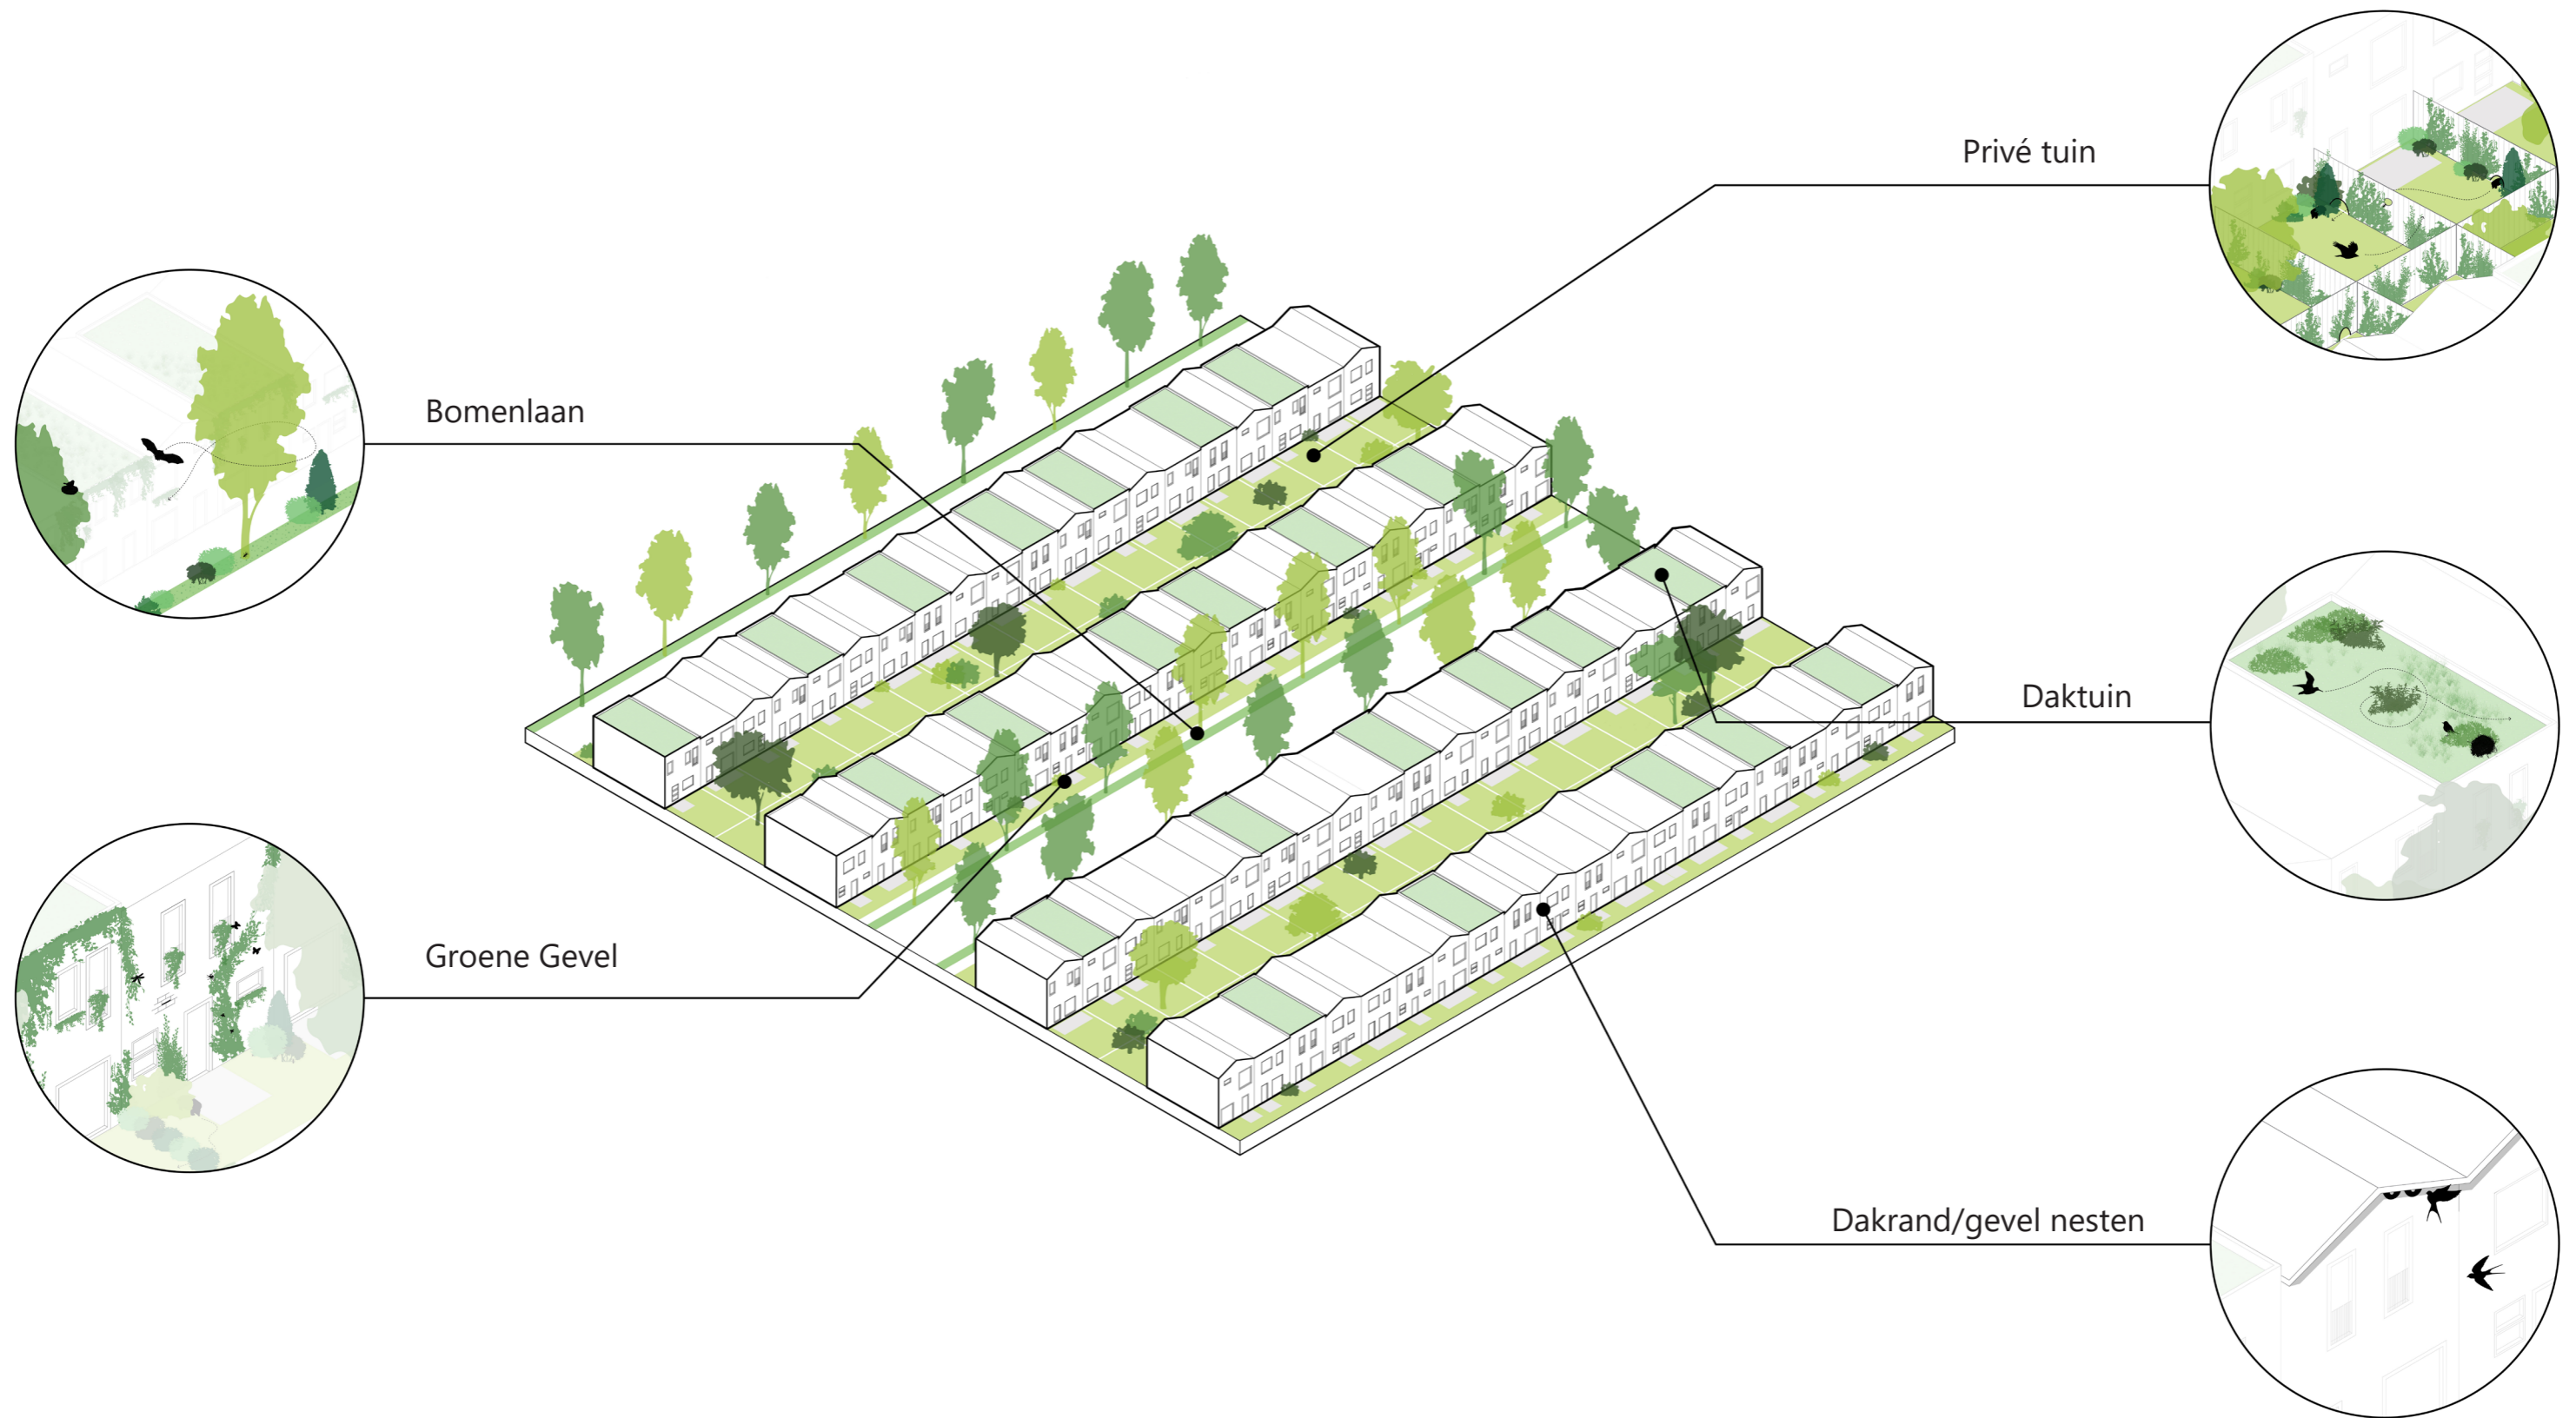 Privé tuin
Bomenlaan
Daktuin
Groene Gevel
Dakrand/gevel nesten